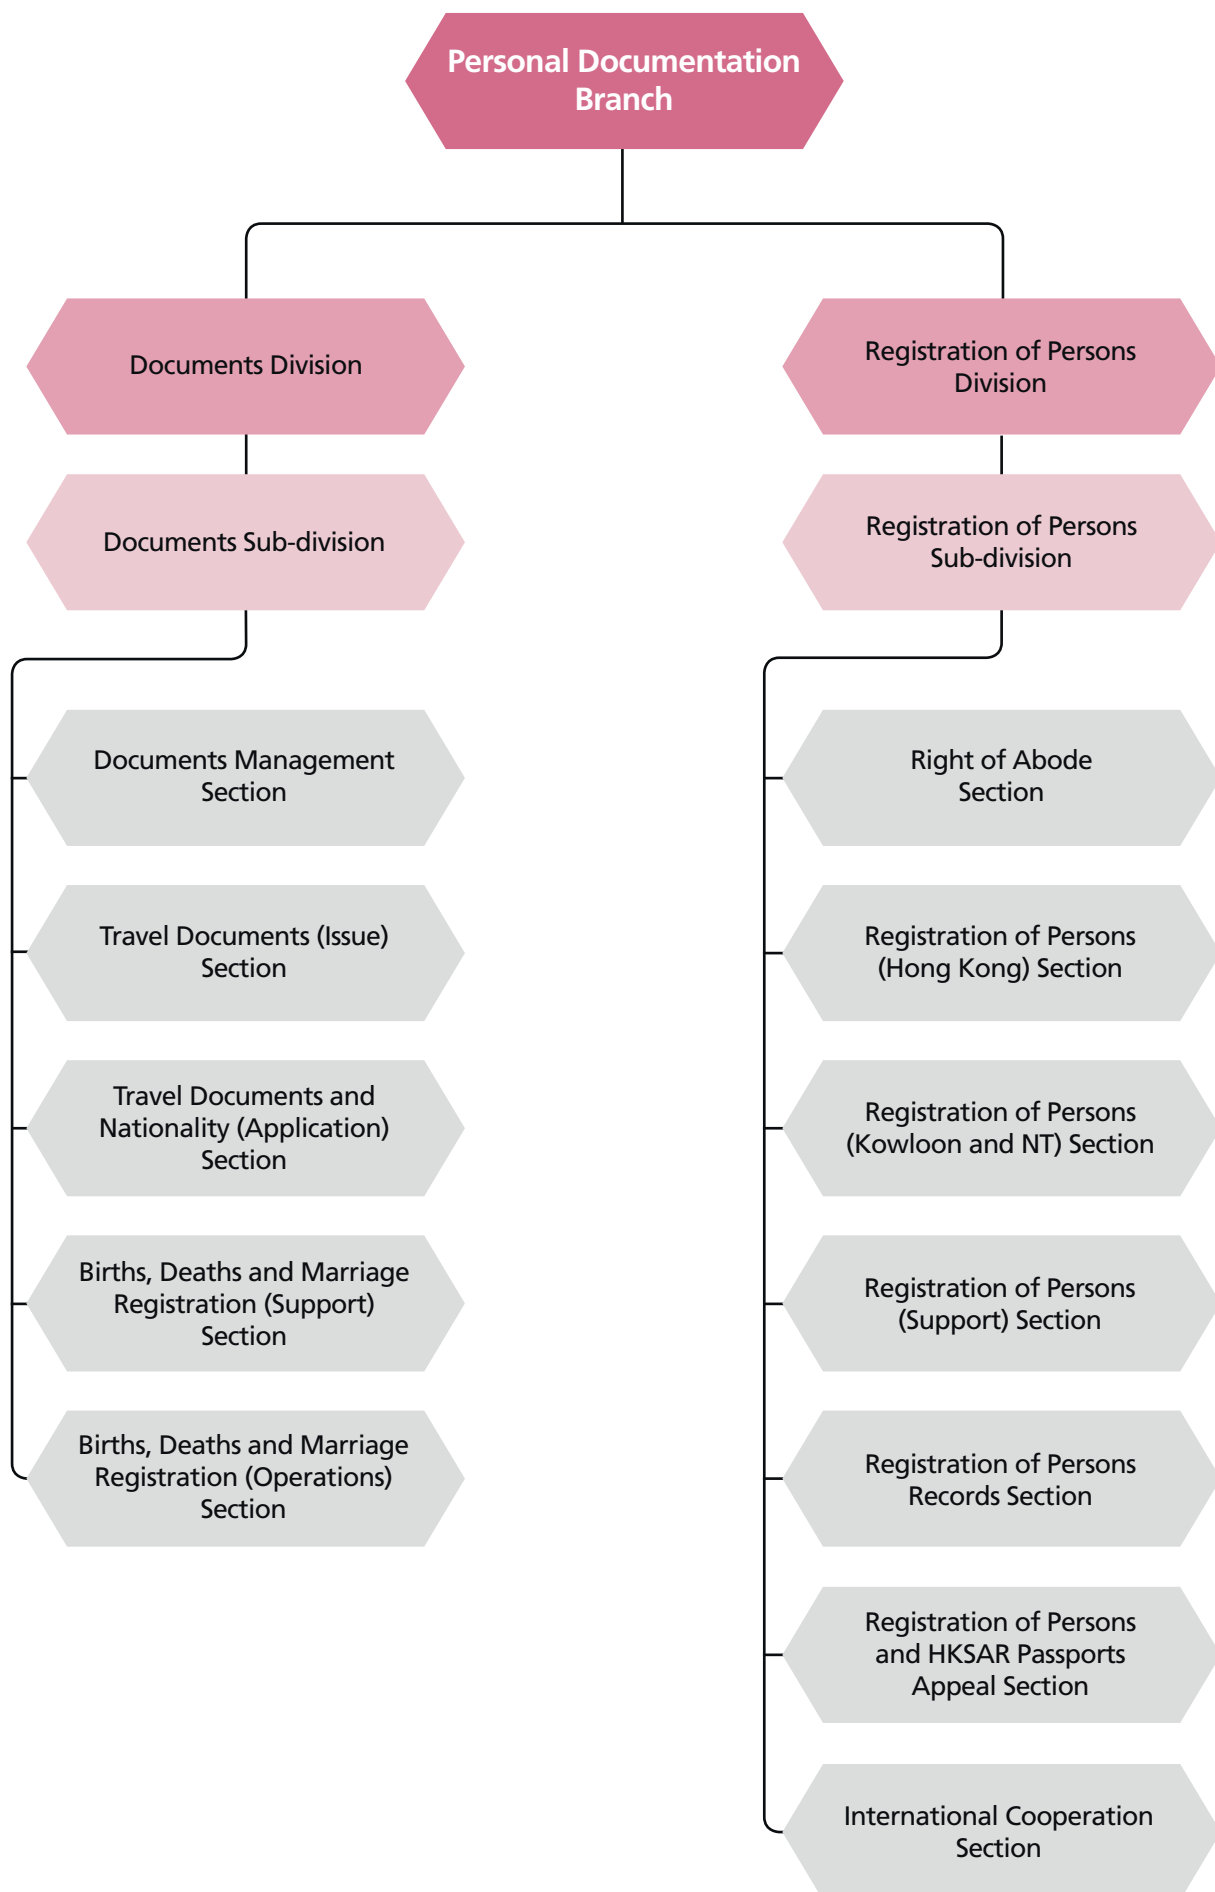 Personal Documentation
Branch
Documents Division
Documents Sub-division
Documents Management
Section
Travel Documents (Issue)
Section
Travel Documents and
Nationality (Application)
Section
Births, Deaths and Marriage
Registration (Support)
Section
Births, Deaths and Marriage
Registration (Operations)
Section
Registration of Persons
Division
Registration of Persons
Sub-division
Right of Abode
Section
Registration of Persons
(Hong Kong) Section
Registration of Persons
(Kowloon and NT) Section
Registration of Persons
(Support) Section
Registration of Persons
Records Section
Registration of Persons
and HKSAR Passports
Appeal Section
International Cooperation
Section